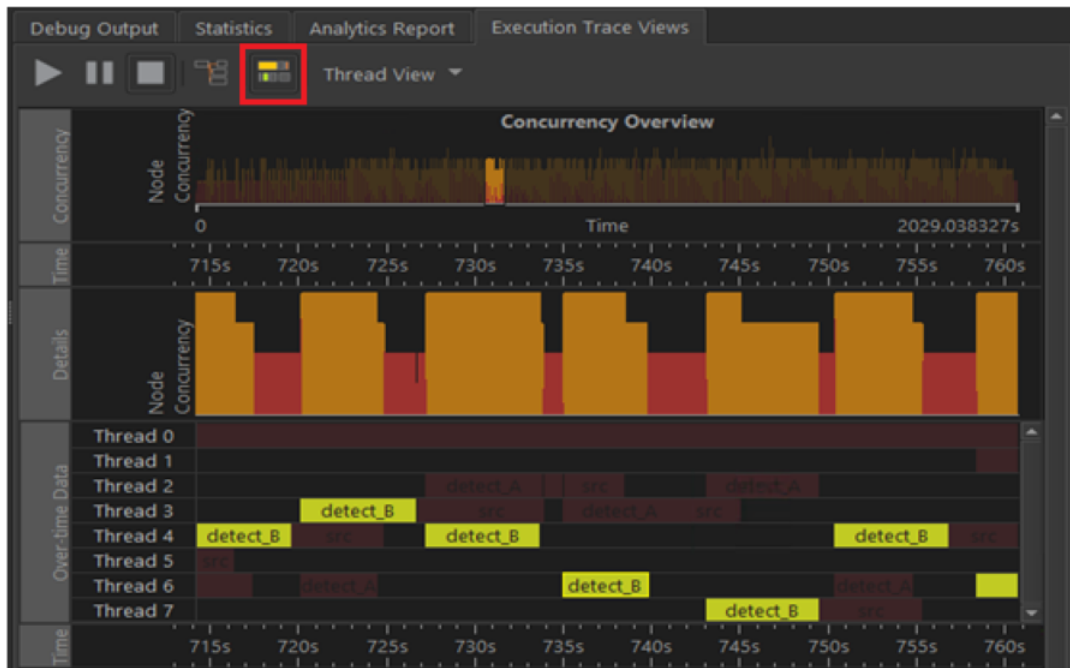 Debug Output Statistics Analytics Report Execution Trace Views
Thread View
Concurrency Overview
Concurrency
Node
Concurrency
0 Time 2029.038327s
Time
715s 720s 725s 730s 735s 740s 745s 750s 755s 760s
Details
Node
Concurrency
Over-time Data
Thread 0
Thread 1
Thread 2 detect_A src detect_A
Thread 3 detect_B src detect_A src
Thread 4 detect_B src detect_B detect_B src
Thread 5 src
Thread 6 detect_A detect_B detect_A
Thread 7 detect_B src
Time
715s 720s 725s 730s 735s 740s 745s 750s 755s 760s